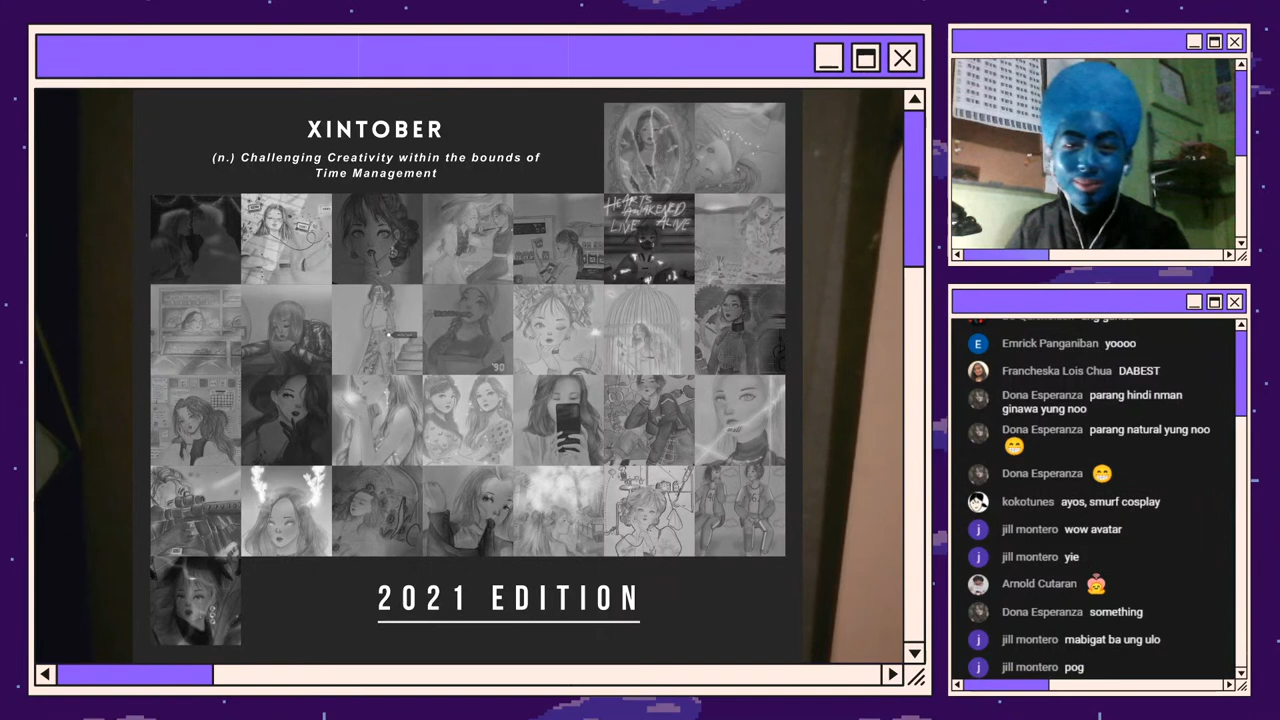 XINTOBER
(n.) Challenging Creativity within the bounds of
Time Management
HEARTS
AWAKENED
LIVE ALIVE
'90
2021 EDITION
E Emrick Panganiban yoooo
Francheska Lois Chua DABEST
Dona Esperanza parang hindi nman
ginawa yung noo
Dona Esperanza parang natural yung noo
😁
Dona Esperanza 😁
kokotunes ayos, smurf cosplay
j jill montero wow avatar
j jill montero yie
Arnold Cutaran
Dona Esperanza something
j jill montero mabigat ba ung ulo
j jill montero pog